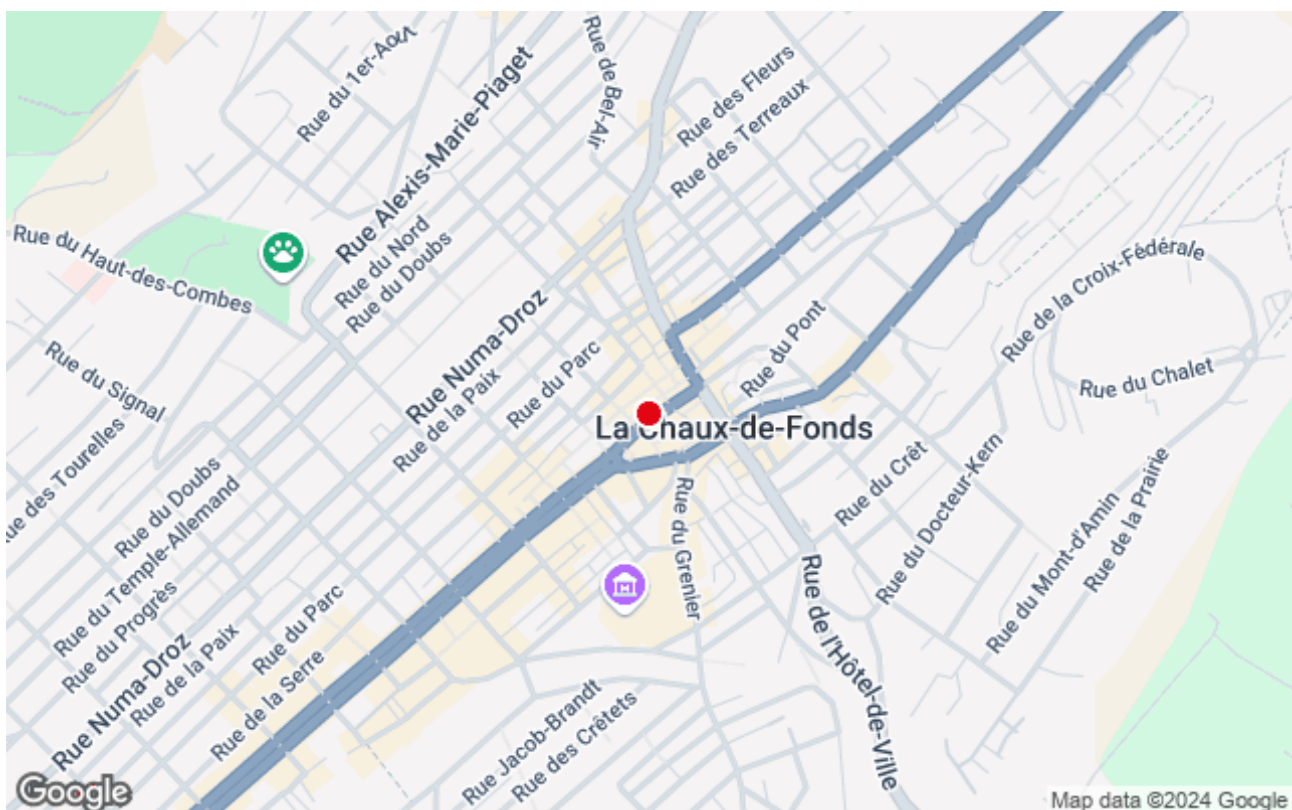 Rue du 1er-Août
Rue Alexis-Marie-Piaget
Rue de Bel-Air
Rue des Fleurs
Rue des Terreaux
Rue du Haut-des-Combes
Rue du Nord
Rue du Doubs
Rue de la Croix-Fédérale
Rue du Signal
Rue Numa-Droz
Rue du Parc
Rue du Pont
Rue de la Paix
Rue du Chalet
La Chaux-de-Fonds
Rue des Tourelles
Rue du Doubs
Rue du Temple-Allemand
Rue du Progrès
Rue Numa-Droz
Rue de la Paix
Rue du Parc
Rue de la Serre
Rue du Grenier
Rue du Crêt
Rue du Docteur-Kern
Rue du Mont-d'Amin
Rue de la Prairie
Rue de l'Hôtel-de-Ville
Rue Jacob-Brandt
Rue des Crêtets
Google
Map data ©2024 Google